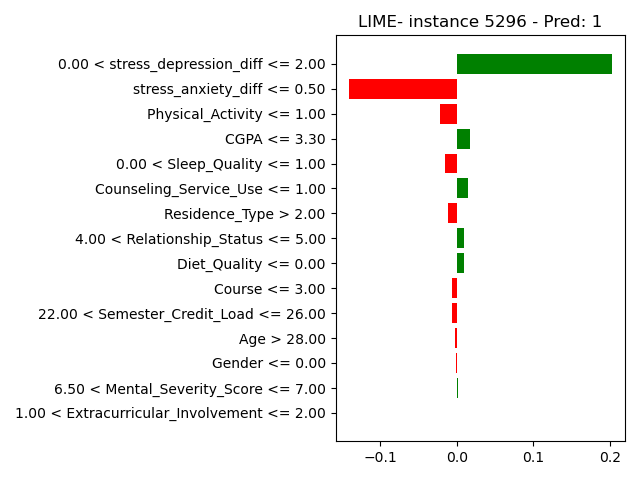 LIME- instance 5296 - Pred: 1
0.00 < stress_depression_diff <= 2.00
stress_anxiety_diff <= 0.50
Physical_Activity <= 1.00
CGPA <= 3.30
0.00 < Sleep_Quality <= 1.00
Counseling_Service_Use <= 1.00
Residence_Type > 2.00
4.00 < Relationship_Status <= 5.00
Diet_Quality <= 0.00
Course <= 3.00
22.00 < Semester_Credit_Load <= 26.00
Age > 28.00
Gender <= 0.00
6.50 < Mental_Severity_Score <= 7.00
1.00 < Extracurricular_Involvement <= 2.00
−0.1 0.0 0.1 0.2